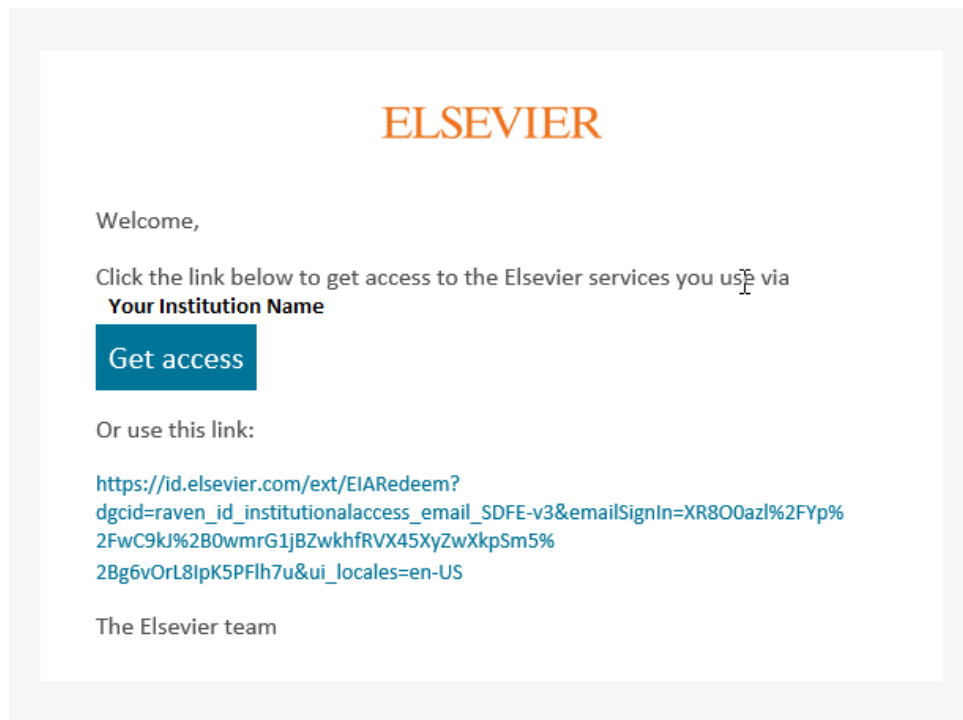 ELSEVIER
Welcome,
Click the link below to get access to the Elsevier services you use via
Your Institution Name
Get access
Or use this link:
https://id.elsevier.com/ext/EIARedeem?
dgcid=raven_id_institutionalaccess_email_SDFE-v3&emailSignIn=XR8O0azl%2FYp%
2FwC9kJ%2B0wmrG1jBZwkhfRVX45XyZwXkpSm5%
2Bg6vOrL8IpK5PFlh7u&ui_locales=en-US
The Elsevier team